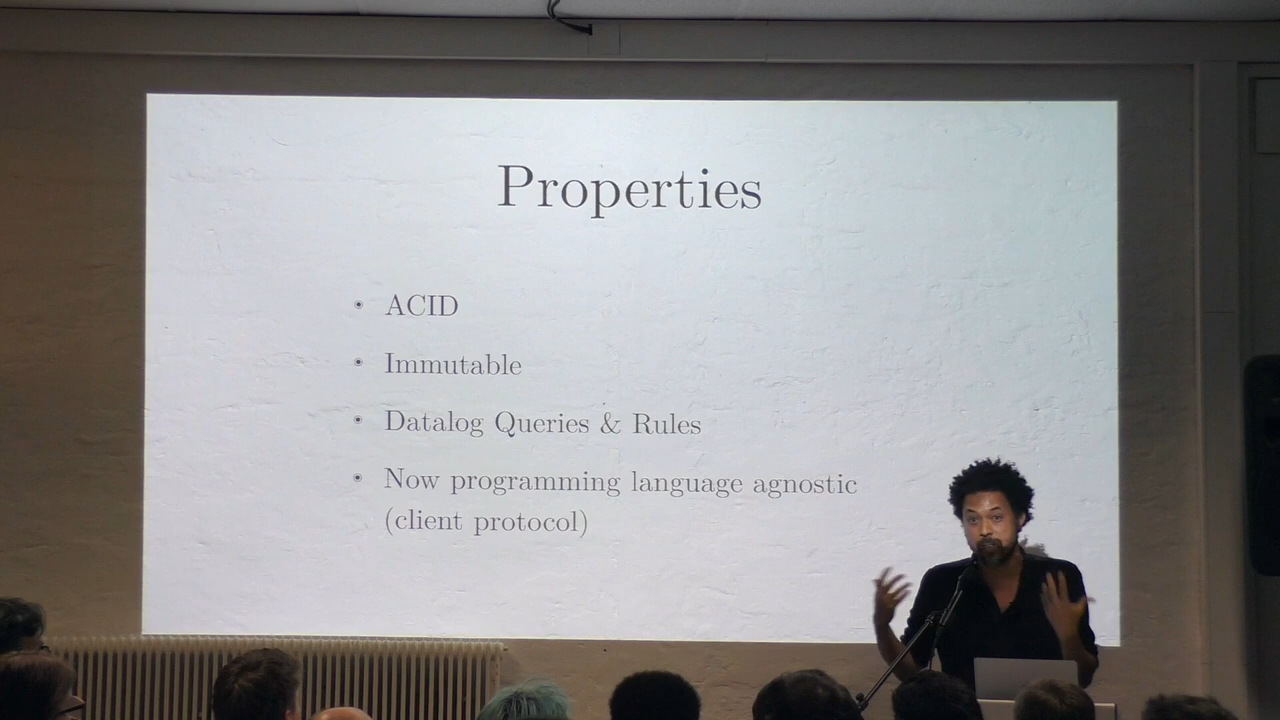 Properties
• ACID
• Immutable
• Datalog Queries & Rules
• Now programming language agnostic
(client protocol)